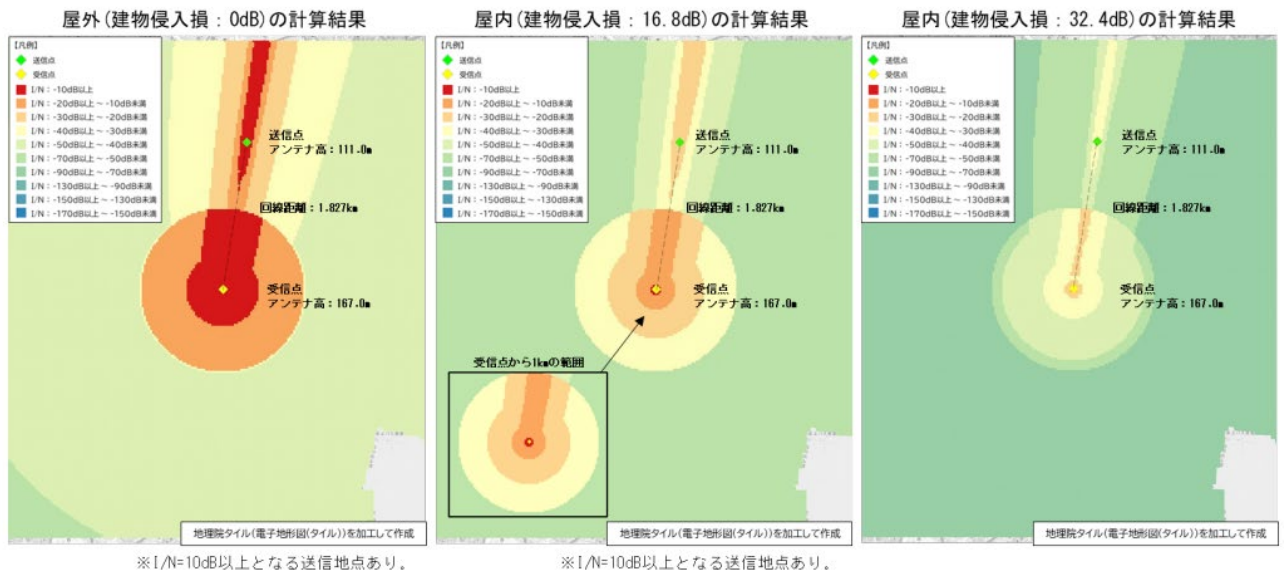 屋外(建物侵入損：0dB)の計算結果
【凡例】
送信点
受信点
I/N：-10dB以上
I/N：-20dB以上～-10dB未満
I/N：-30dB以上～-20dB未満
I/N：-40dB以上～-30dB未満
I/N：-50dB以上～-40dB未満
I/N：-70dB以上～-50dB未満
I/N：-90dB以上～-70dB未満
I/N：-130dB以上～-90dB未満
I/N：-150dB以上～-130dB未満
I/N：-170dB以上～-150dB未満
送信点
アンテナ高：111.0m
回線距離：1.827km
受信点
アンテナ高：167.0m
地理院タイル(電子地形図(タイル))を加工して作成
※I/N=10dB以上となる送信地点あり。
屋内(建物侵入損：16.8dB)の計算結果
【凡例】
送信点
受信点
I/N：-10dB以上
I/N：-20dB以上～-10dB未満
I/N：-30dB以上～-20dB未満
I/N：-40dB以上～-30dB未満
I/N：-50dB以上～-40dB未満
I/N：-70dB以上～-50dB未満
I/N：-90dB以上～-70dB未満
I/N：-130dB以上～-90dB未満
I/N：-150dB以上～-130dB未満
I/N：-170dB以上～-150dB未満
送信点
アンテナ高：111.0m
回線距離：1.827km
受信点
アンテナ高：167.0m
受信点から1kmの範囲
地理院タイル(電子地形図(タイル))を加工して作成
※I/N=10dB以上となる送信地点あり。
屋内(建物侵入損：32.4dB)の計算結果
【凡例】
送信点
受信点
I/N：-10dB以上
I/N：-20dB以上～-10dB未満
I/N：-30dB以上～-20dB未満
I/N：-40dB以上～-30dB未満
I/N：-50dB以上～-40dB未満
I/N：-70dB以上～-50dB未満
I/N：-90dB以上～-70dB未満
I/N：-130dB以上～-90dB未満
I/N：-150dB以上～-130dB未満
I/N：-170dB以上～-150dB未満
送信点
アンテナ高：111.0m
回線距離：1.827km
受信点
アンテナ高：167.0m
地理院タイル(電子地形図(タイル))を加工して作成